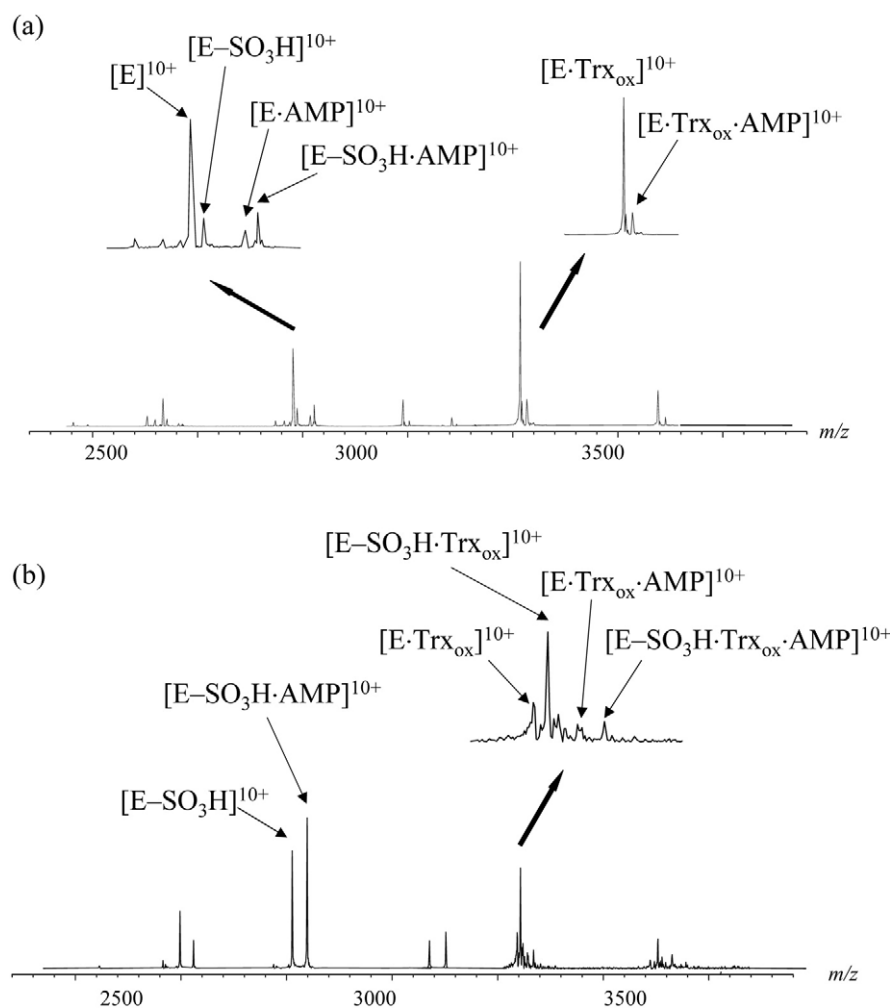 (a)
[E–SO₃H]¹⁰⁺
[E]¹⁰⁺
[E·AMP]¹⁰⁺
[E–SO₃H·AMP]¹⁰⁺
[E·Trxₒₓ]¹⁰⁺
[E·Trxₒₓ·AMP]¹⁰⁺
2500 3000 3500 m/z
(b)
[E–SO₃H·Trxₒₓ]¹⁰⁺
[E·Trxₒₓ·AMP]¹⁰⁺
[E·Trxₒₓ]¹⁰⁺
[E–SO₃H·Trxₒₓ·AMP]¹⁰⁺
[E–SO₃H·AMP]¹⁰⁺
[E–SO₃H]¹⁰⁺
2500 3000 3500 m/z